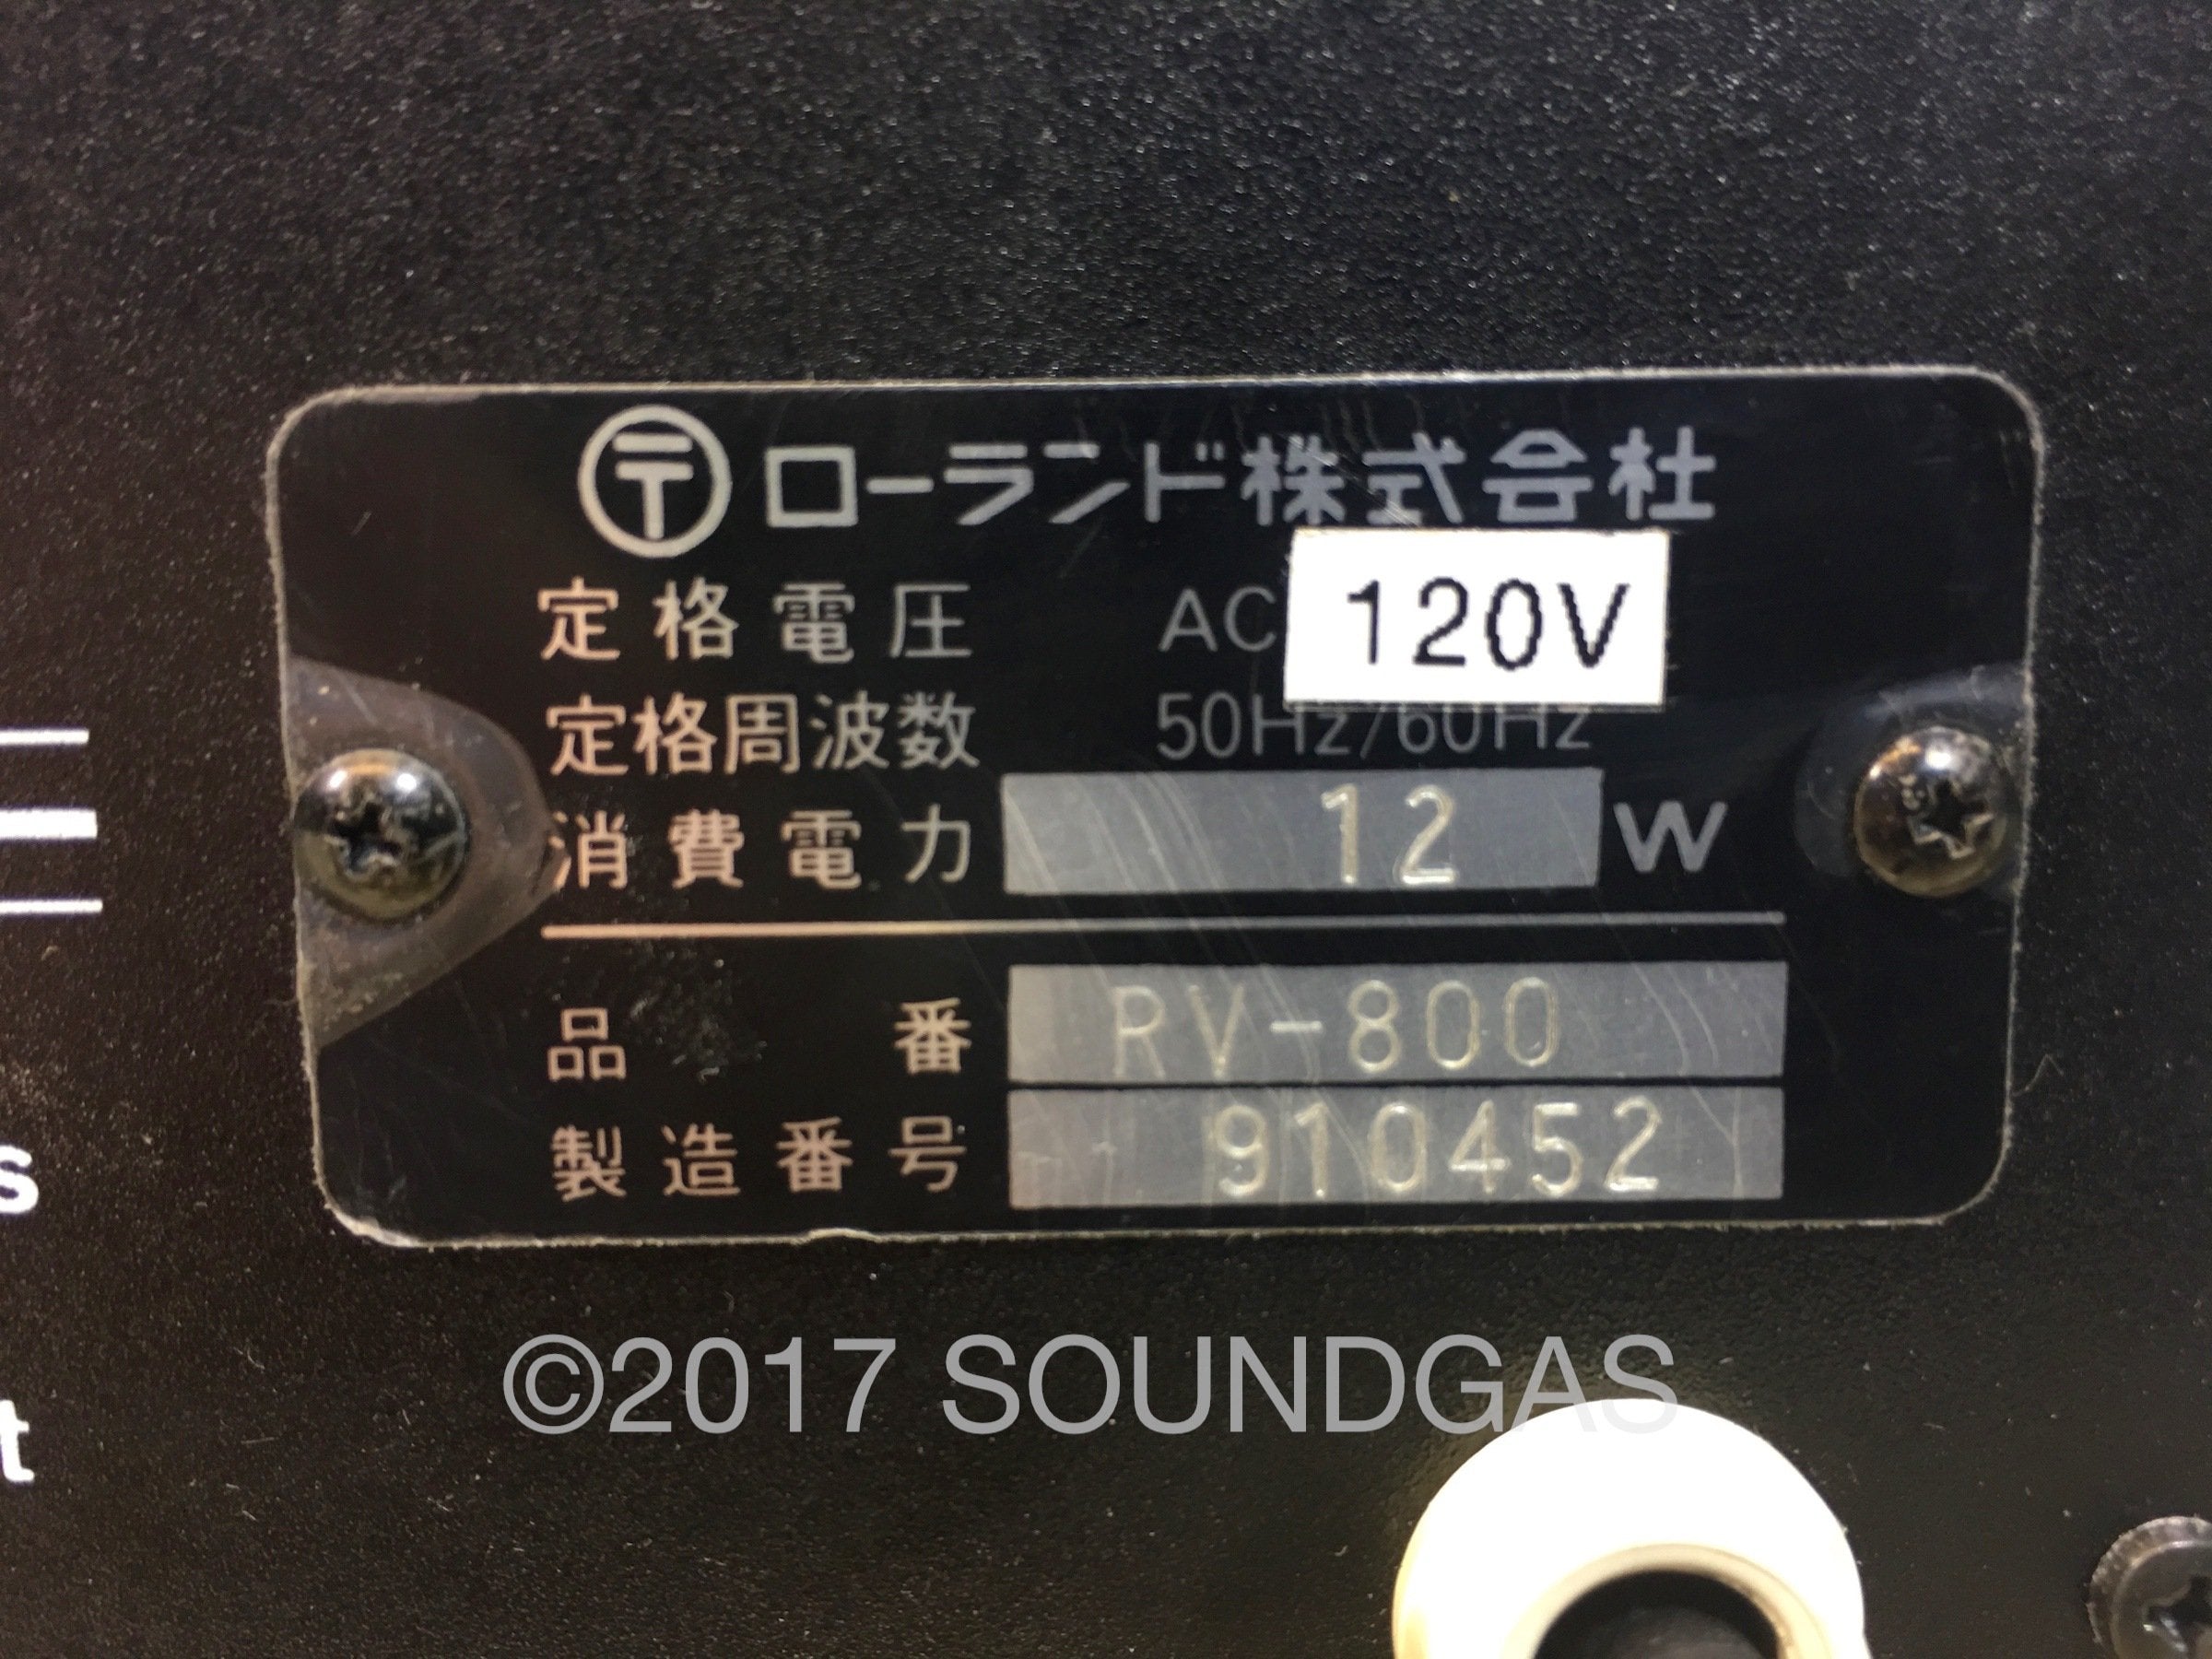 〒 ローランド株式会社
定格電圧 AC 120V
定格周波数 50Hz/60Hz
消費電力 12 W
品番 RV-800
製造番号 910452
s
t
©2017 SOUNDGAS